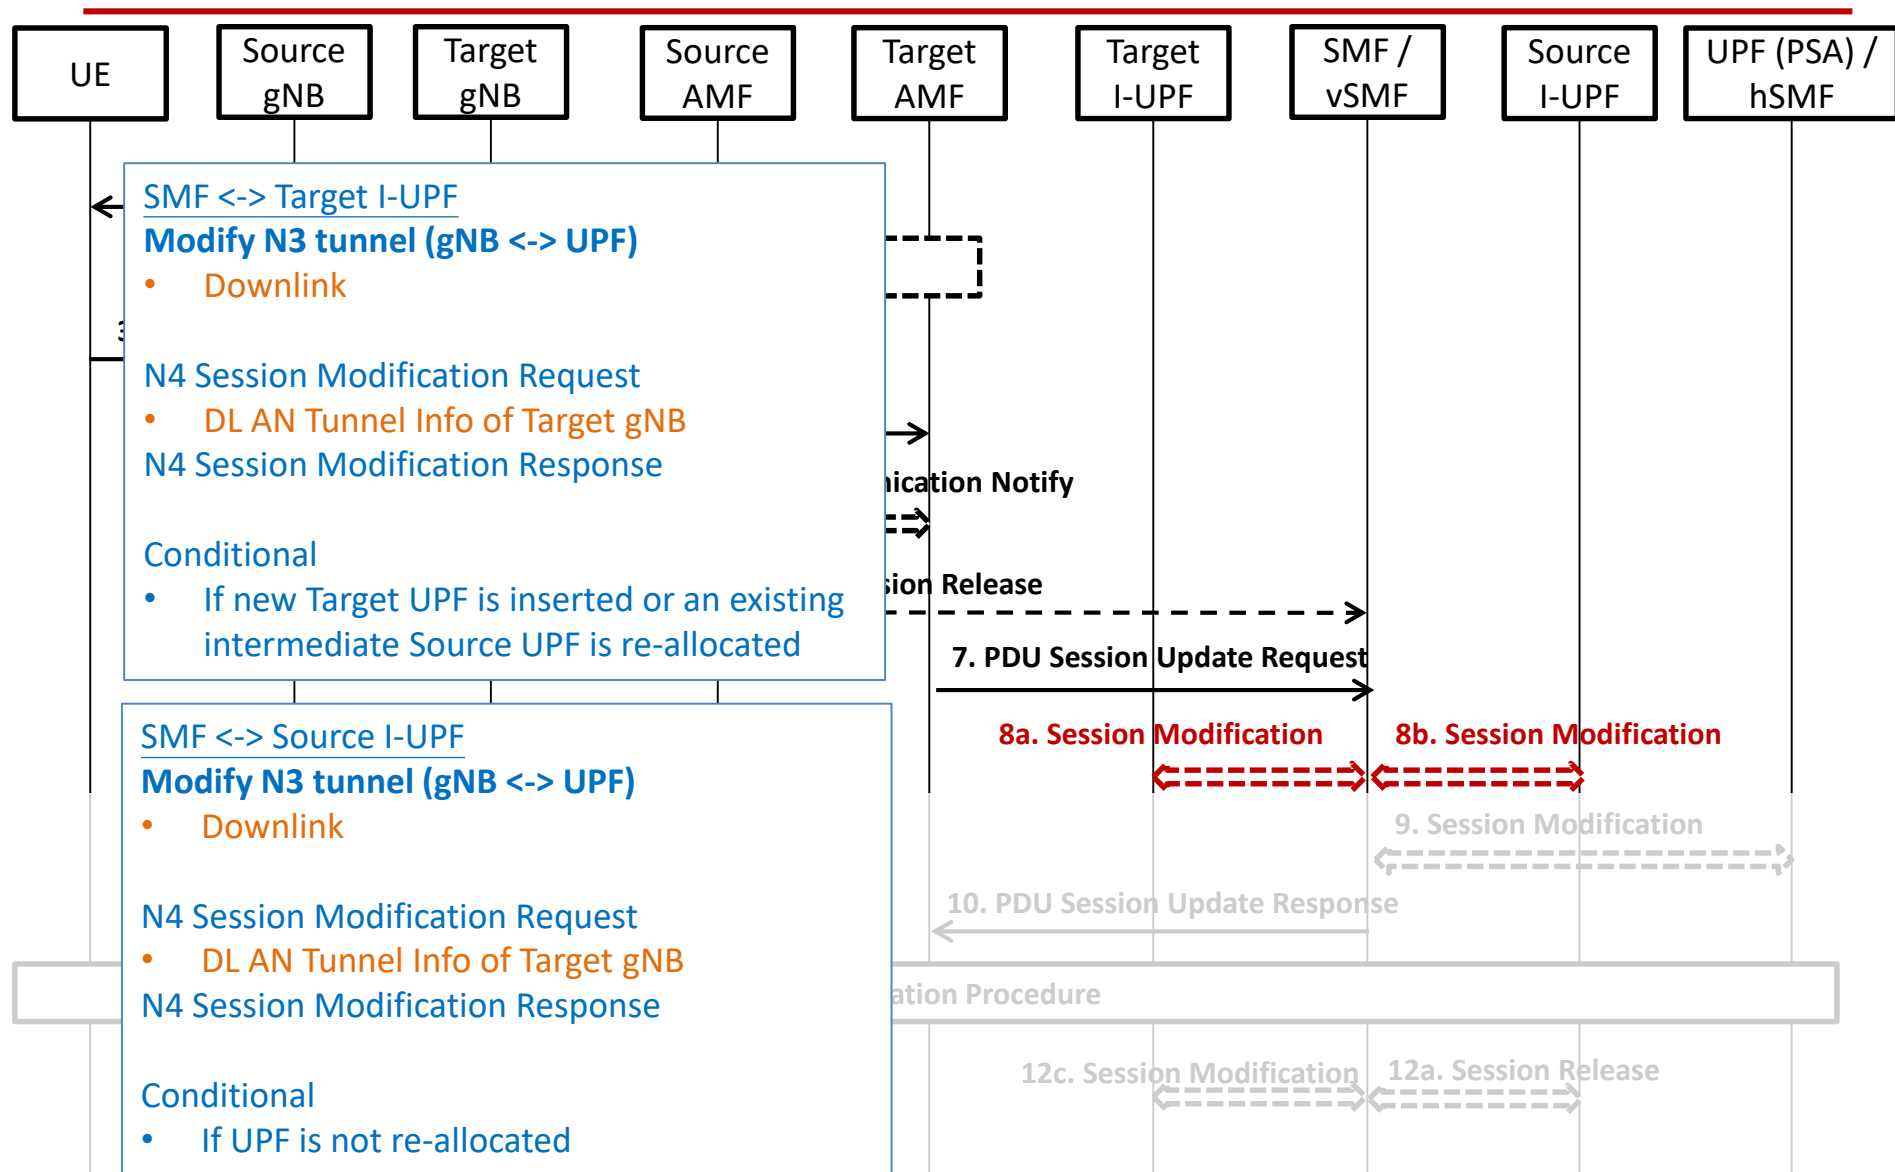 UE
Source
gNB
Target
gNB
Source
AMF
Target
AMF
Target
I-UPF
SMF /
vSMF
Source
I-UPF
UPF (PSA) /
hSMF
SMF <-> Target I-UPF
Modify N3 tunnel (gNB <-> UPF)
• Downlink
N4 Session Modification Request
• DL AN Tunnel Info of Target gNB
N4 Session Modification Response
Conditional
• If new Target UPF is inserted or an existing
intermediate Source UPF is re-allocated
Notify
Release
7. PDU Session Update Request
8a. Session Modification
8b. Session Modification
SMF <-> Source I-UPF
Modify N3 tunnel (gNB <-> UPF)
• Downlink
N4 Session Modification Request
• DL AN Tunnel Info of Target gNB
N4 Session Modification Response
Conditional
• If UPF is not re-allocated
9. Session Modification
10. PDU Session Update Response
Procedure
12c. Session Modification
12a. Session Release